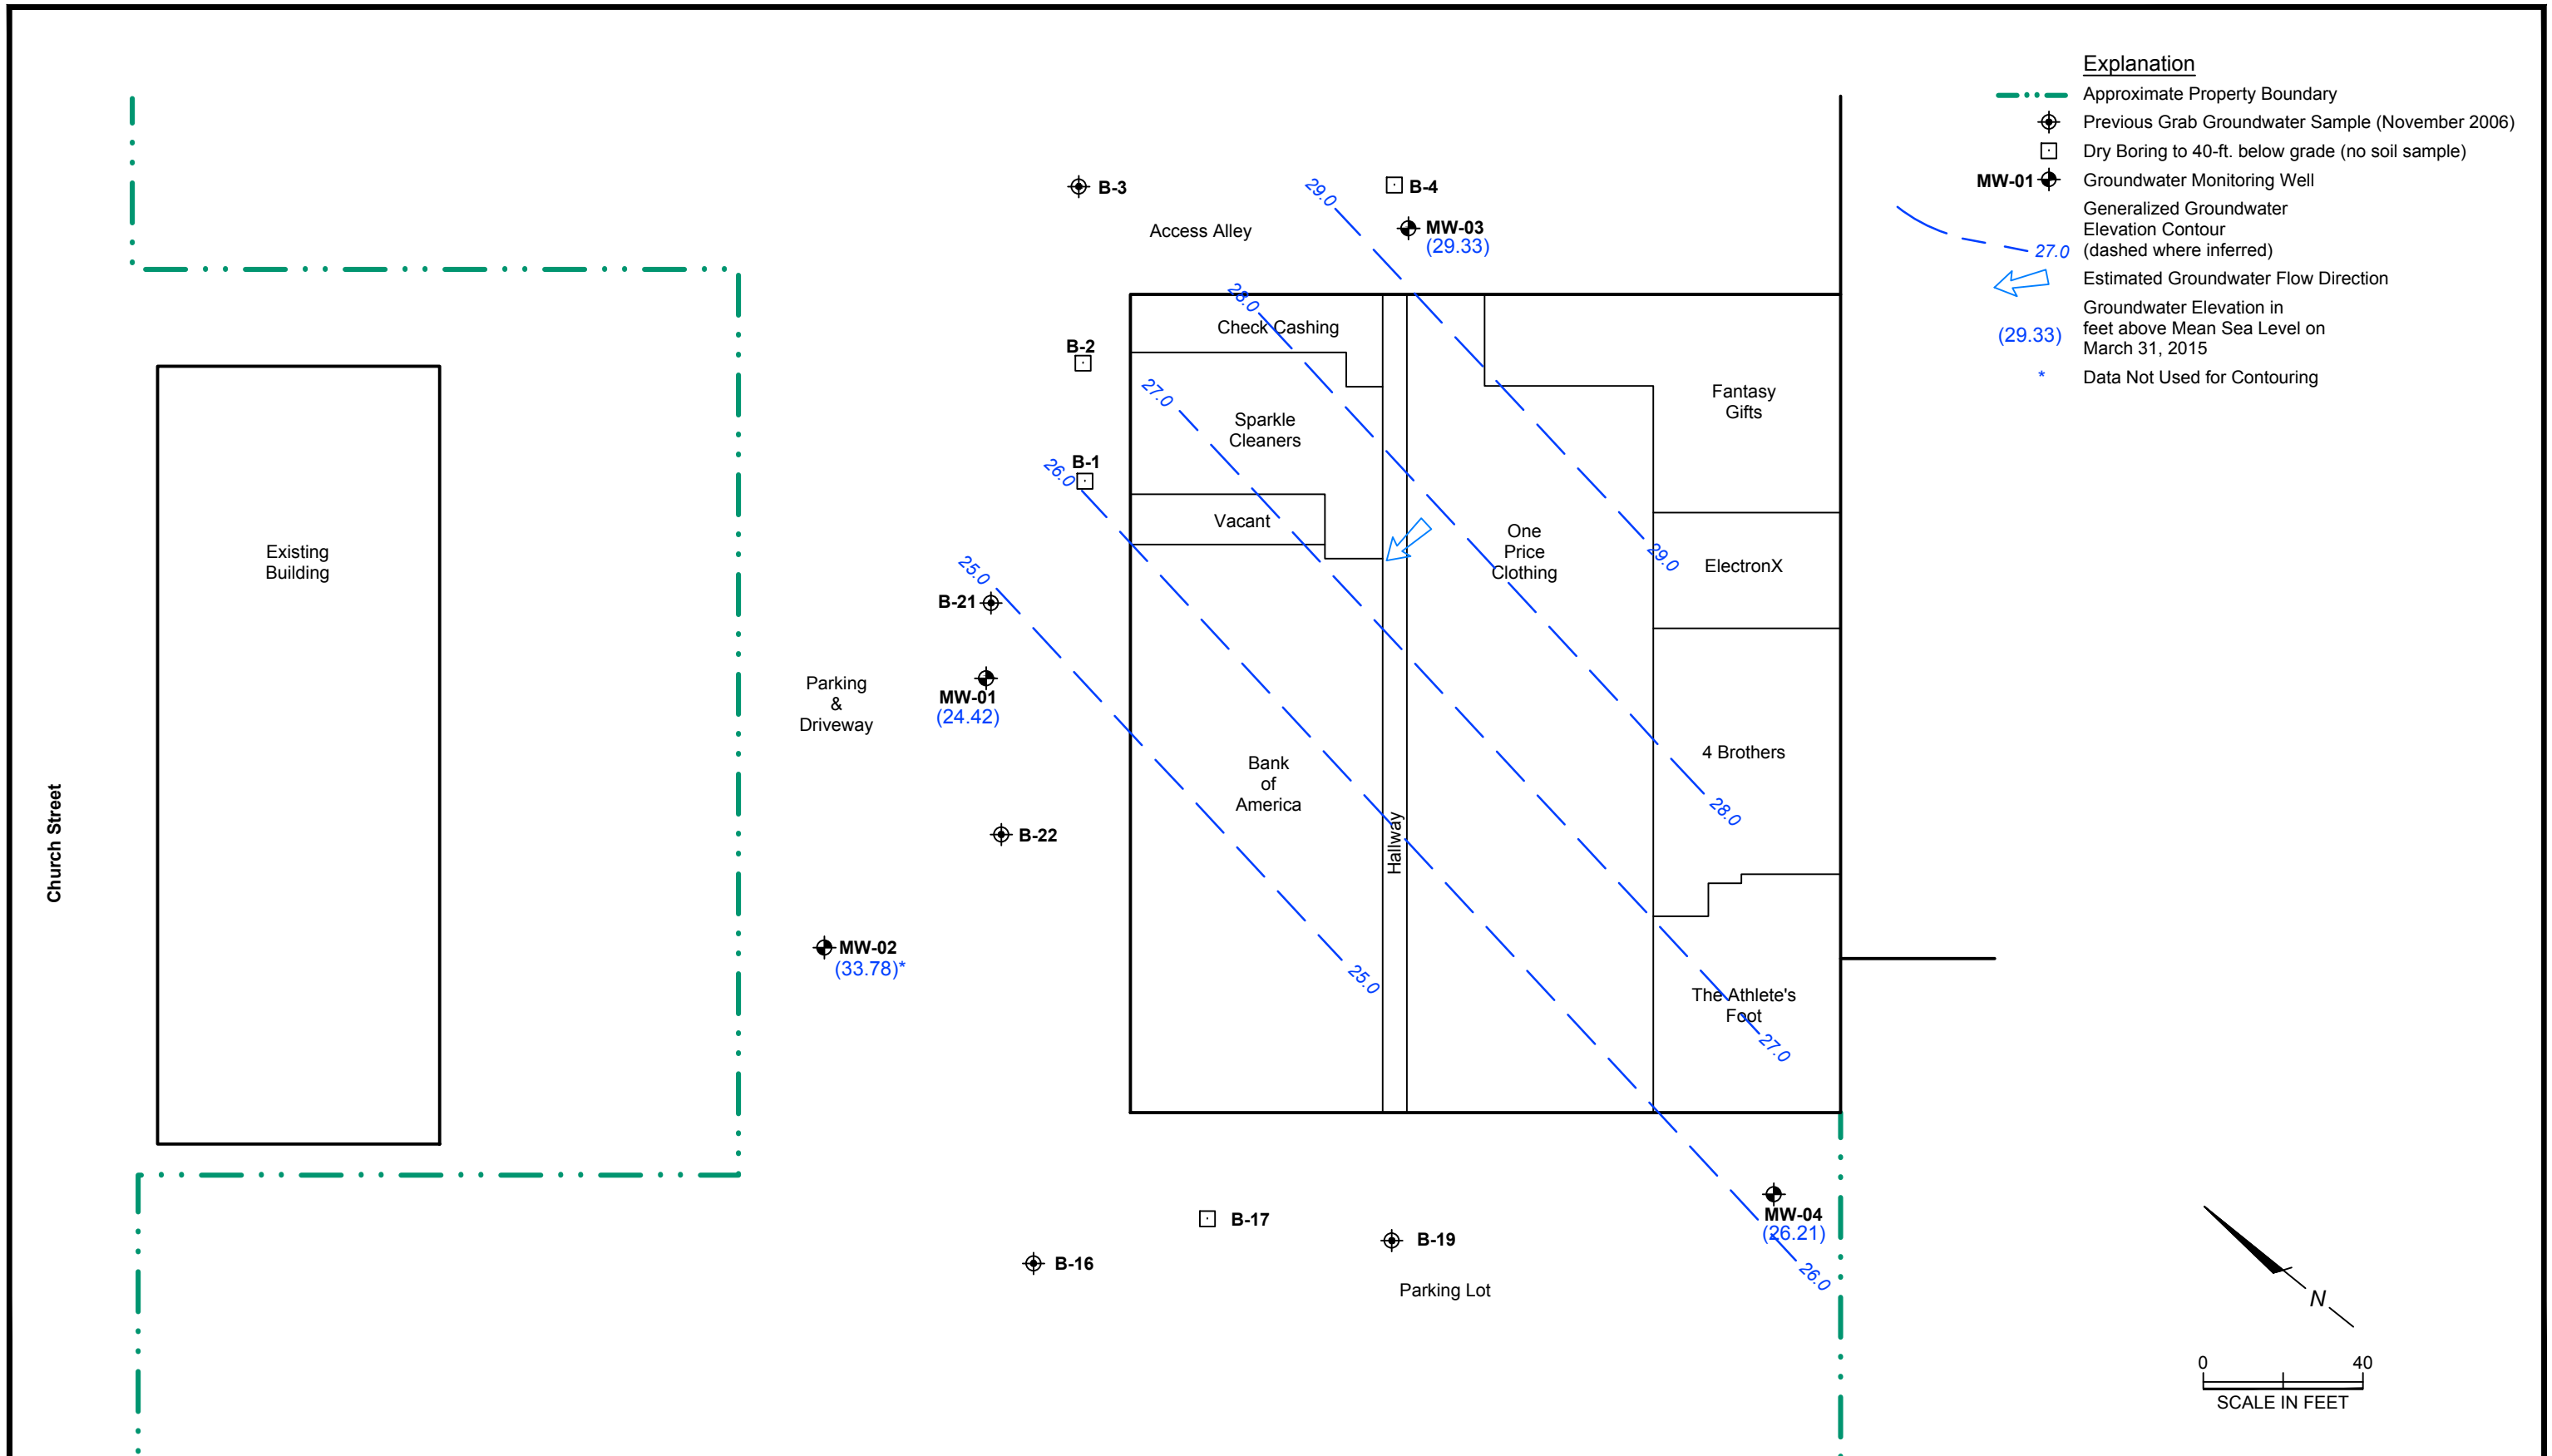 Explanation
Approximate Property Boundary
Previous Grab Groundwater Sample (November 2006)
Dry Boring to 40-ft. below grade (no soil sample)
MW-01 Groundwater Monitoring Well
Generalized Groundwater
Elevation Contour
(dashed where inferred)
27.0
Estimated Groundwater Flow Direction
Groundwater Elevation in
feet above Mean Sea Level on
March 31, 2015
(29.33)
* Data Not Used for Contouring
B-3
Access Alley
29.0
B-4
MW-03
(29.33)
28.0
Check Cashing
B-2
27.0
Sparkle
Cleaners
Fantasy
Gifts
26.0
B-1
Vacant
One
Price
Clothing
29.0
ElectronX
Existing
Building
25.0
B-21
Parking
&
Driveway
MW-01
(24.42)
Bank
of
America
4 Brothers
28.0
Church Street
Hallway
B-22
MW-02
(33.78)*
25.0
The Athlete's
Foot
27.0
B-17
B-16
B-19
Parking Lot
MW-04
(26.21)
26.0
N
0 40
SCALE IN FEET